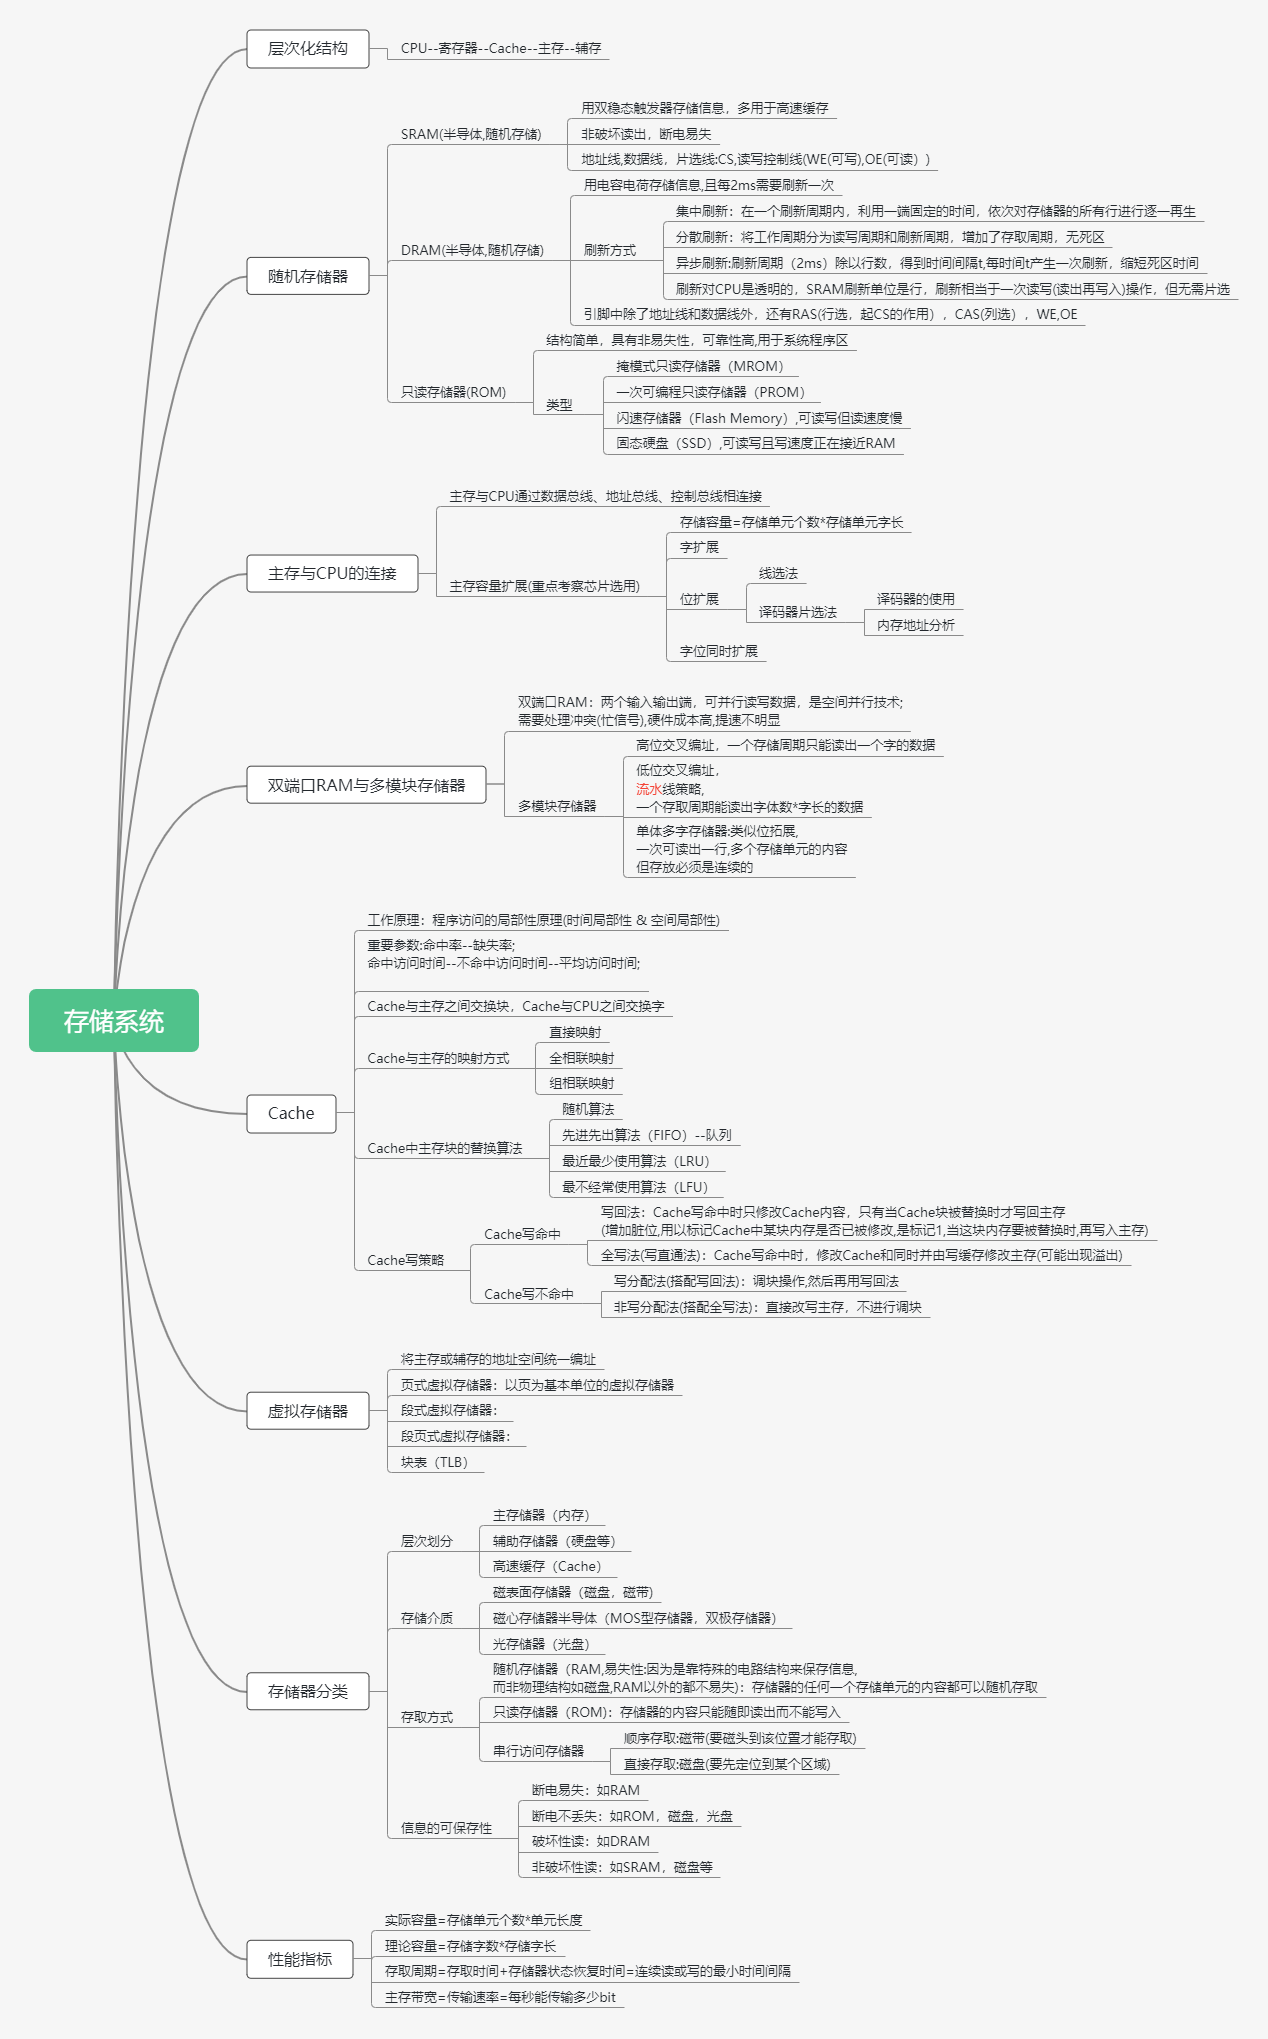 存储系统
层次化结构
CPU--寄存器--Cache--主存--辅存
随机存储器
SRAM(半导体,随机存储)
用双稳态触发器存储信息，多用于高速缓存
非破坏读出，断电易失
地址线,数据线，片选线:CS,读写控制线(WE(可写),OE(可读）)
DRAM(半导体,随机存储)
用电容电荷存储信息,且每2ms需要刷新一次
刷新方式
集中刷新：在一个刷新周期内，利用一端固定的时间，依次对存储器的所有行进行逐一再生
分散刷新：将工作周期分为读写周期和刷新周期，增加了存取周期，无死区
异步刷新:刷新周期（2ms）除以行数，得到时间间隔t,每时间t产生一次刷新，缩短死区时间
刷新对CPU是透明的，SRAM刷新单位是行，刷新相当于一次读写(读出再写入)操作，但无需片选
引脚中除了地址线和数据线外，还有RAS(行选，起CS的作用），CAS(列选），WE,OE
只读存储器(ROM)
结构简单，具有非易失性，可靠性高,用于系统程序区
类型
掩模式只读存储器（MROM）
一次可编程只读存储器（PROM）
闪速存储器（Flash Memory）,可读写但读速度慢
固态硬盘（SSD）,可读写且写速度正在接近RAM
主存与CPU的连接
主存与CPU通过数据总线、地址总线、控制总线相连接
主存容量扩展(重点考察芯片选用)
存储容量=存储单元个数*存储单元字长
字扩展
位扩展
线选法
译码器片选法
译码器的使用
内存地址分析
字位同时扩展
双端口RAM与多模块存储器
双端口RAM：两个输入输出端，可并行读写数据，是空间并行技术;
需要处理冲突(忙信号),硬件成本高,提速不明显
多模块存储器
高位交叉编址，一个存储周期只能读出一个字的数据
低位交叉编址，
流水线策略,
一个存取周期能读出字体数*字长的数据
单体多字存储器:类似位拓展,
一次可读出一行,多个存储单元的内容
但存放必须是连续的
Cache
工作原理：程序访问的局部性原理(时间局部性 & 空间局部性)
重要参数:命中率--缺失率;
命中访问时间--不命中访问时间--平均访问时间;
Cache与主存之间交换块，Cache与CPU之间交换字
Cache与主存的映射方式
直接映射
全相联映射
组相联映射
Cache中主存块的替换算法
随机算法
先进先出算法（FIFO）--队列
最近最少使用算法（LRU）
最不经常使用算法（LFU）
Cache写策略
Cache写命中
写回法：Cache写命中时只修改Cache内容，只有当Cache块被替换时才写回主存
(增加脏位,用以标记Cache中某块内存是否已被修改,是标记1,当这块内存要被替换时,再写入主存)
全写法(写直通法)：Cache写命中时，修改Cache和同时并由写缓存修改主存(可能出现溢出)
Cache写不命中
写分配法(搭配写回法)：调块操作,然后再用写回法
非写分配法(搭配全写法)：直接改写主存，不进行调块
虚拟存储器
将主存或辅存的地址空间统一编址
页式虚拟存储器：以页为基本单位的虚拟存储器
段式虚拟存储器：
段页式虚拟存储器：
块表（TLB）
存储器分类
层次划分
主存储器（内存）
辅助存储器（硬盘等）
高速缓存（Cache）
存储介质
磁表面存储器（磁盘，磁带)
磁心存储器半导体（MOS型存储器，双极存储器）
光存储器（光盘）
存取方式
随机存储器（RAM,易失性:因为是靠特殊的电路结构来保存信息,
而非物理结构如磁盘,RAM以外的都不易失)：存储器的任何一个存储单元的内容都可以随机存取
只读存储器（ROM)：存储器的内容只能随即读出而不能写入
串行访问存储器
顺序存取:磁带(要磁头到该位置才能存取)
直接存取:磁盘(要先定位到某个区域)
信息的可保存性
断电易失：如RAM
断电不丢失：如ROM，磁盘，光盘
破坏性读：如DRAM
非破坏性读：如SRAM，磁盘等
性能指标
实际容量=存储单元个数*单元长度
理论容量=存储字数*存储字长
存取周期=存取时间+存储器状态恢复时间=连续读或写的最小时间间隔
主存带宽=传输速率=每秒能传输多少bit